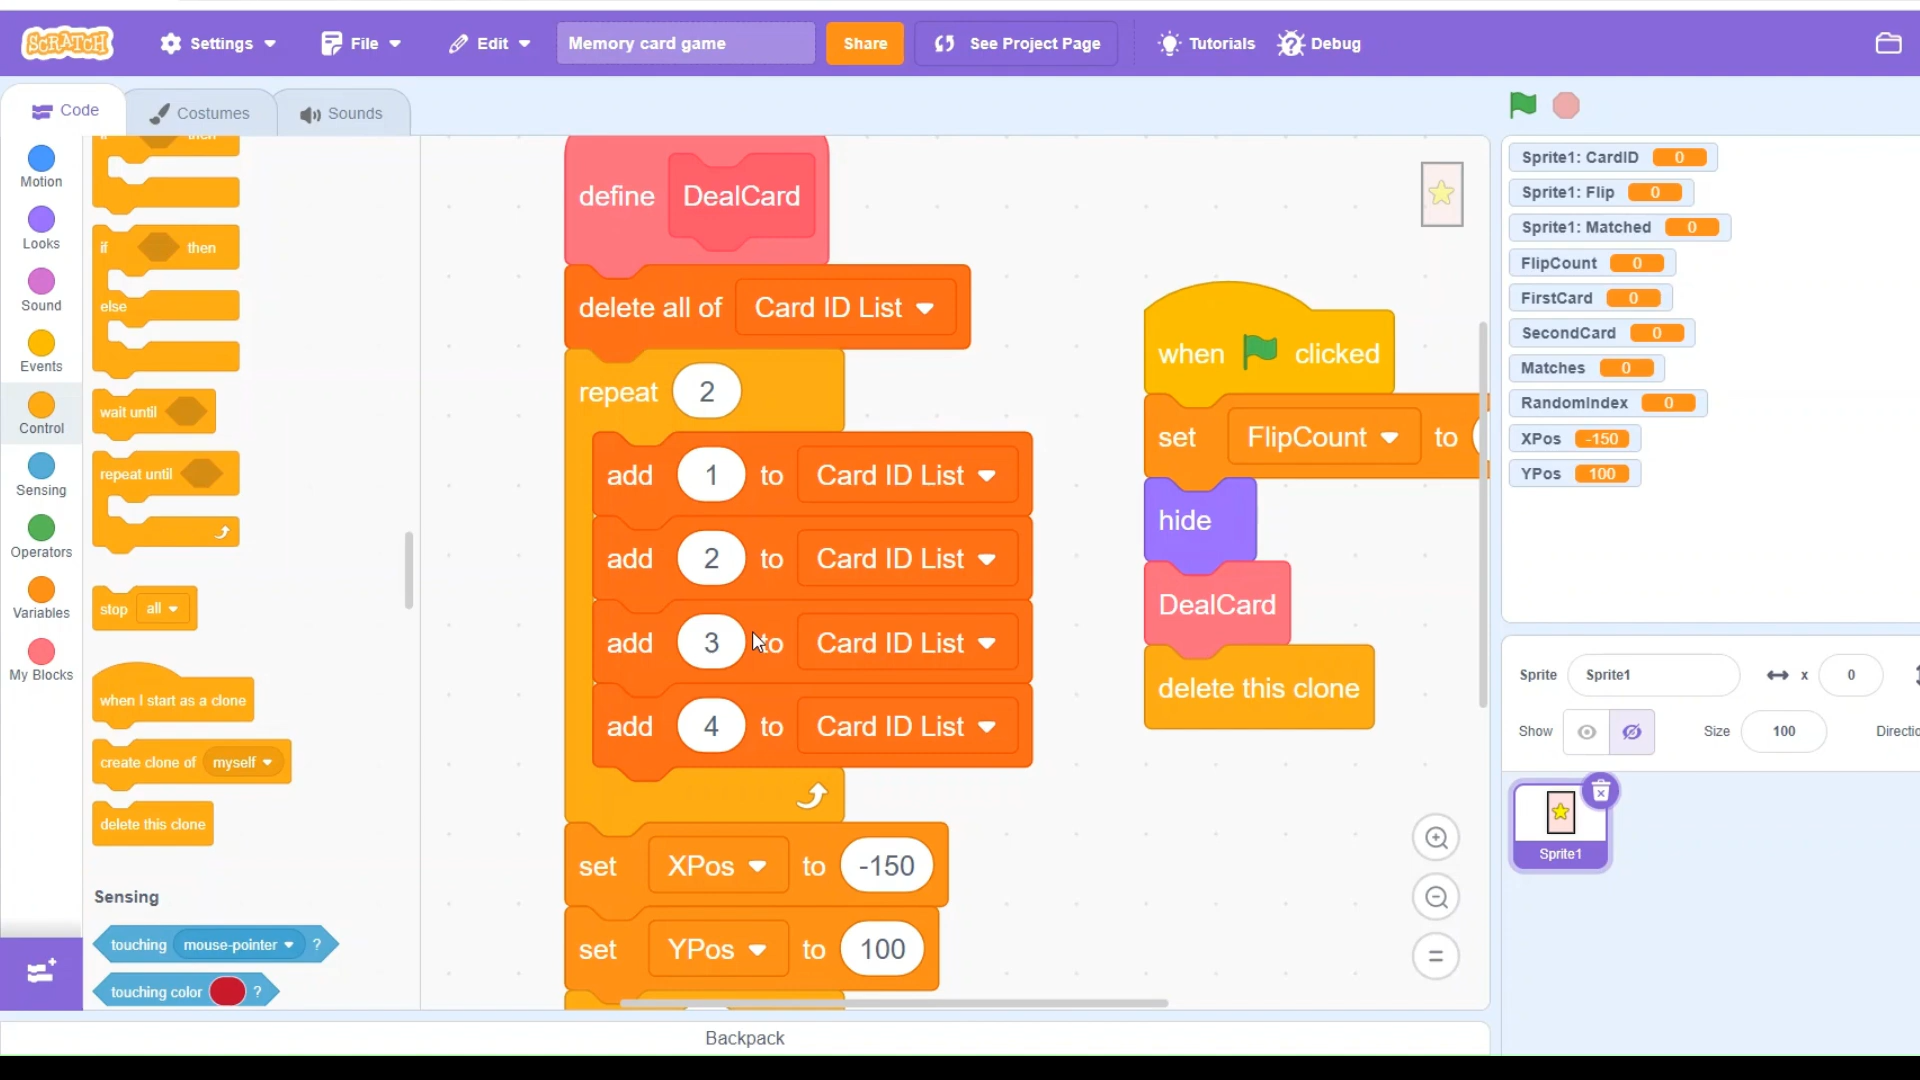 SCRATCH
Settings
File
Edit
Memory card game
Share
See Project Page
Tutorials
Debug
Code
Costumes
Sounds
Motion
Looks
Sound
Events
Control
Sensing
Operators
Variables
My Blocks
if then
if then
else
wait until
repeat until
stop all
when I start as a clone
create clone of myself
delete this clone
Sensing
touching mouse-pointer ?
touching color ?
define DealCard
delete all of Card ID List
repeat 2
add 1 to Card ID List
add 2 to Card ID List
add 3 to Card ID List
add 4 to Card ID List
set XPos to -150
set YPos to 100
when clicked
set FlipCount to
hide
DealCard
delete this clone
Backpack
Sprite1: CardID 0
Sprite1: Flip 0
Sprite1: Matched 0
FlipCount 0
FirstCard 0
SecondCard 0
Matches 0
RandomIndex 0
XPos -150
YPos 100
Sprite Sprite1 x 0
Show Size 100 Directio
Sprite1